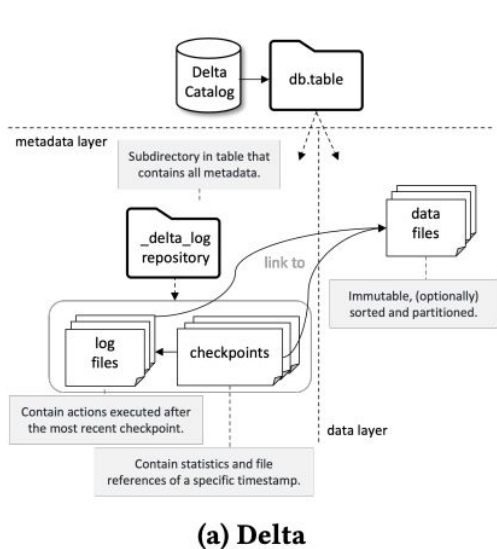 Delta
Catalog
db.table
metadata layer
Subdirectory in table that
contains all metadata.
_delta_log
repository
data
files
link to
Immutable, (optionally)
sorted and partitioned.
log
files
checkpoints
Contain actions executed after
the most recent checkpoint.
data layer
Contain statistics and file
references of a specific timestamp.
(a) Delta